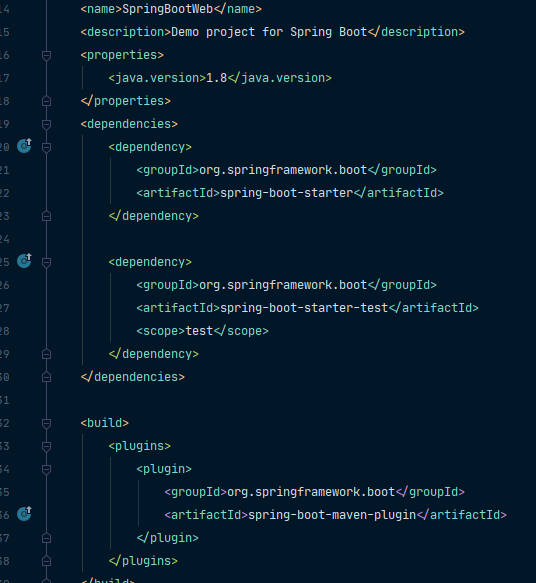 14 <name>SpringBootWeb</name>
15 <description>Demo project for Spring Boot</description>
16 <properties>
17 <java.version>1.8</java.version>
18 </properties>
19 <dependencies>
20 <dependency>
21 <groupId>org.springframework.boot</groupId>
22 <artifactId>spring-boot-starter</artifactId>
23 </dependency>
24
25 <dependency>
26 <groupId>org.springframework.boot</groupId>
27 <artifactId>spring-boot-starter-test</artifactId>
28 <scope>test</scope>
29 </dependency>
30 </dependencies>
31
32 <build>
33 <plugins>
34 <plugin>
35 <groupId>org.springframework.boot</groupId>
36 <artifactId>spring-boot-maven-plugin</artifactId>
37 </plugin>
38 </plugins>
</build>